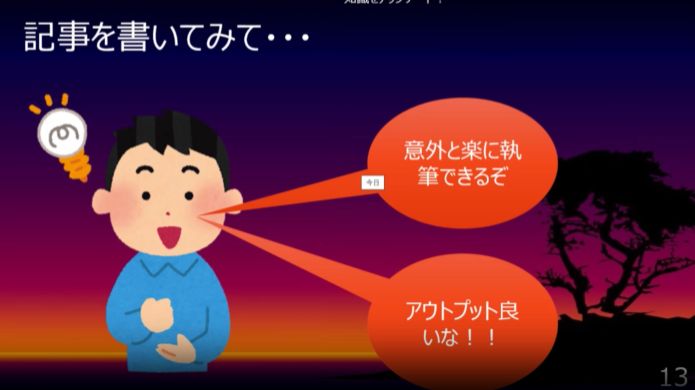 記事を書いてみて･･･
意外と楽に執
筆できるぞ
今日
アウトプット良
いな！！
13